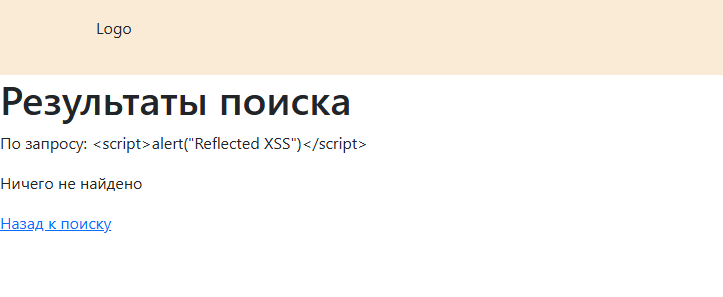 Logo
Результаты поиска
По запросу: <script>alert("Reflected XSS")</script>
Ничего не найдено
Назад к поиску